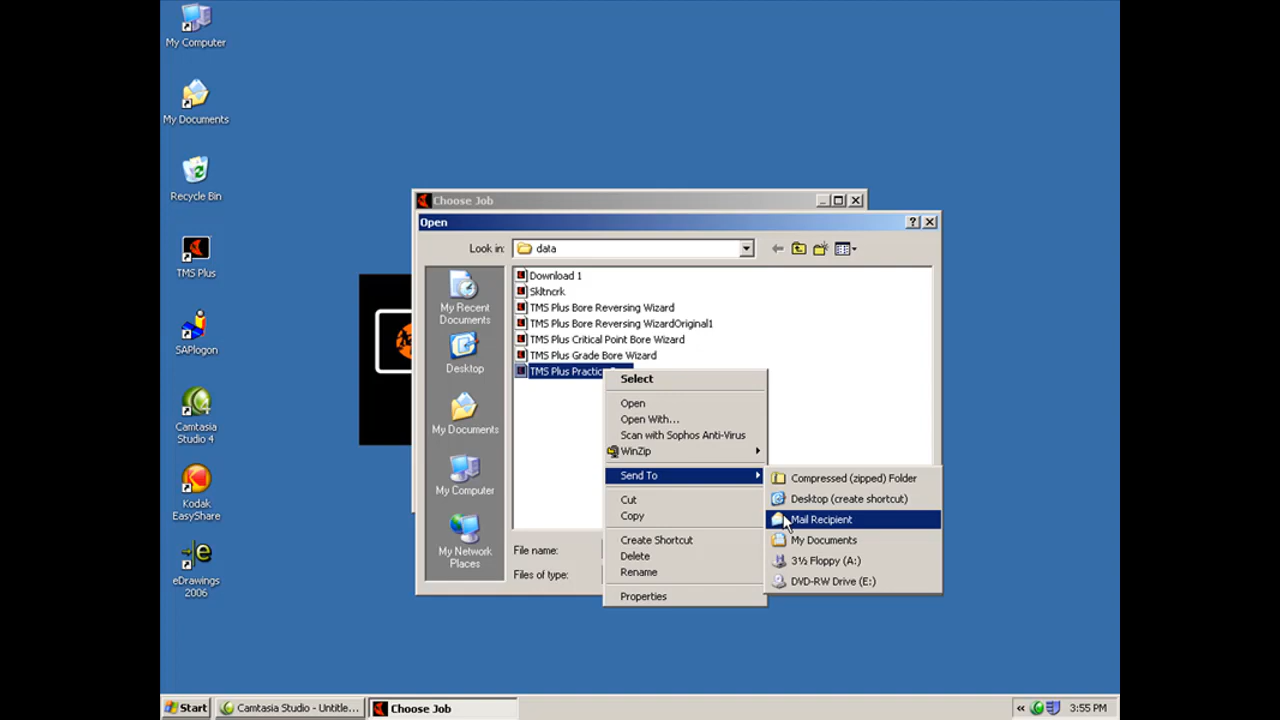 My Computer
My Documents
Recycle Bin
TMS Plus
SAPlogon
Camtasia
Studio 4
Kodak
EasyShare
eDrawings
2006
Choose Job
Open
Look in:
data
My Recent
Documents
Desktop
My Documents
My Computer
My Network
Places
Download 1
Skltncrk
TMS Plus Bore Reversing Wizard
TMS Plus Bore Reversing WizardOriginal1
TMS Plus Critical Point Bore Wizard
TMS Plus Grade Bore Wizard
TMS Plus
File name:
Files of type:
Select
Open
Open With...
Scan with Sophos Anti-Virus
WinZip
Send To
Cut
Copy
Create Shortcut
Delete
Rename
Properties
Compressed (zipped) Folder
Desktop (create shortcut)
Mail Recipient
My Documents
3½ Floppy (A:)
DVD-RW Drive (E:)
Start
Camtasia Studio - Untitle...
Choose Job
«
3:55 PM